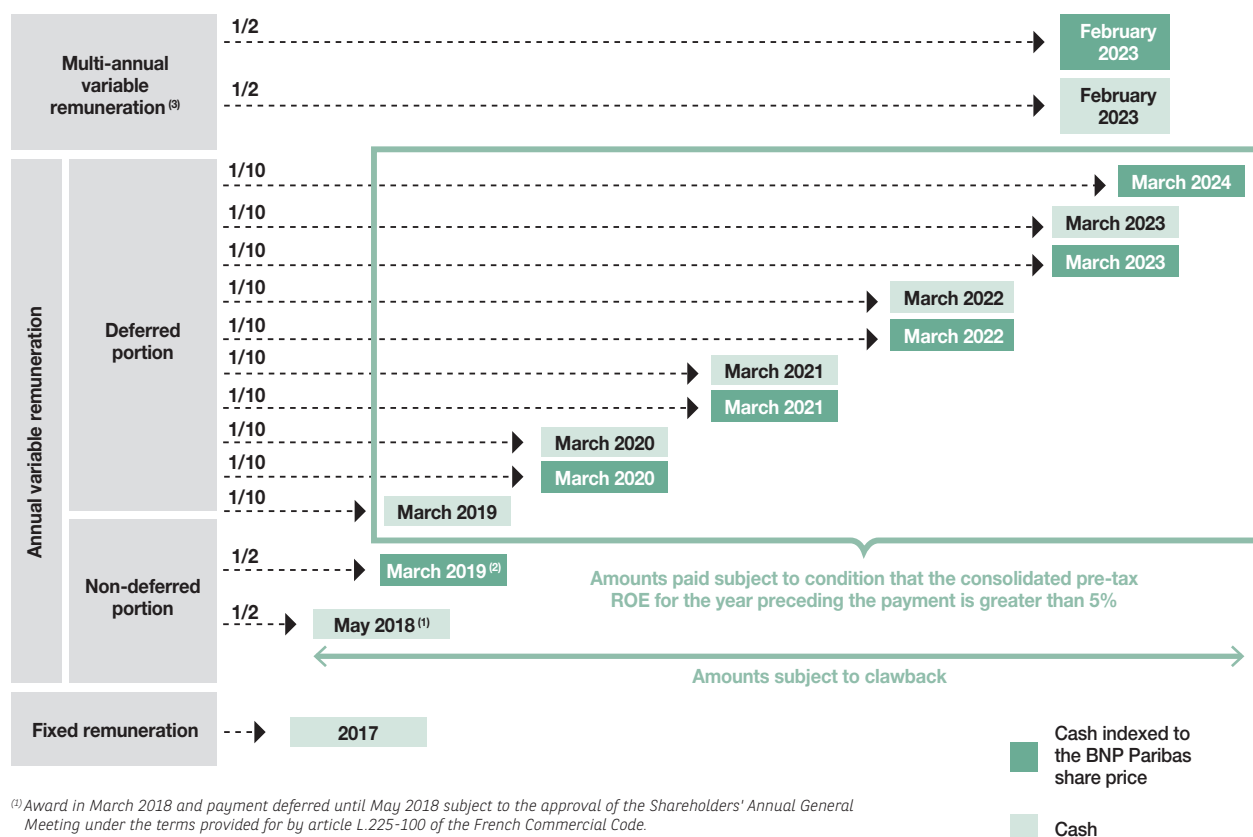 Multi-annual
variable
remuneration (3)
1/2
February
2023
1/2
February
2023
Annual variable remuneration
Deferred
portion
1/10
March 2024
1/10
March 2023
1/10
March 2023
1/10
March 2022
1/10
March 2022
1/10
March 2021
1/10
March 2021
1/10
March 2020
1/10
March 2020
1/10
March 2019
Non-deferred
portion
1/2
March 2019 (2)
1/2
May 2018 (1)
Amounts paid subject to condition that the consolidated pre-tax
ROE for the year preceding the payment is greater than 5%
Amounts subject to clawback
Fixed remuneration
2017
Cash indexed to
the BNP Paribas
share price
Cash
(1) Award in March 2018 and payment deferred until May 2018 subject to the approval of the Shareholders' Annual General
Meeting under the terms provided for by article L.225-100 of the French Commercial Code.